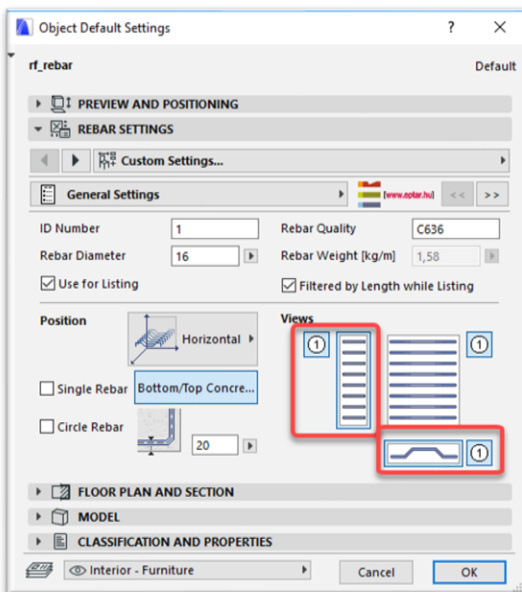 Object Default Settings ? ×
rf_rebar Default
PREVIEW AND POSITIONING
REBAR SETTINGS
Custom Settings...
General Settings [www.eptar.hu] << >>
ID Number 1 Rebar Quality C636
Rebar Diameter 16 Rebar Weight [kg/m] 1,58
Use for Listing Filtered by Length while Listing
Position Views
Horizontal 1 1
Single Rebar Bottom/Top Concre...
Circle Rebar 20 1
FLOOR PLAN AND SECTION
MODEL
CLASSIFICATION AND PROPERTIES
Interior - Furniture Cancel OK